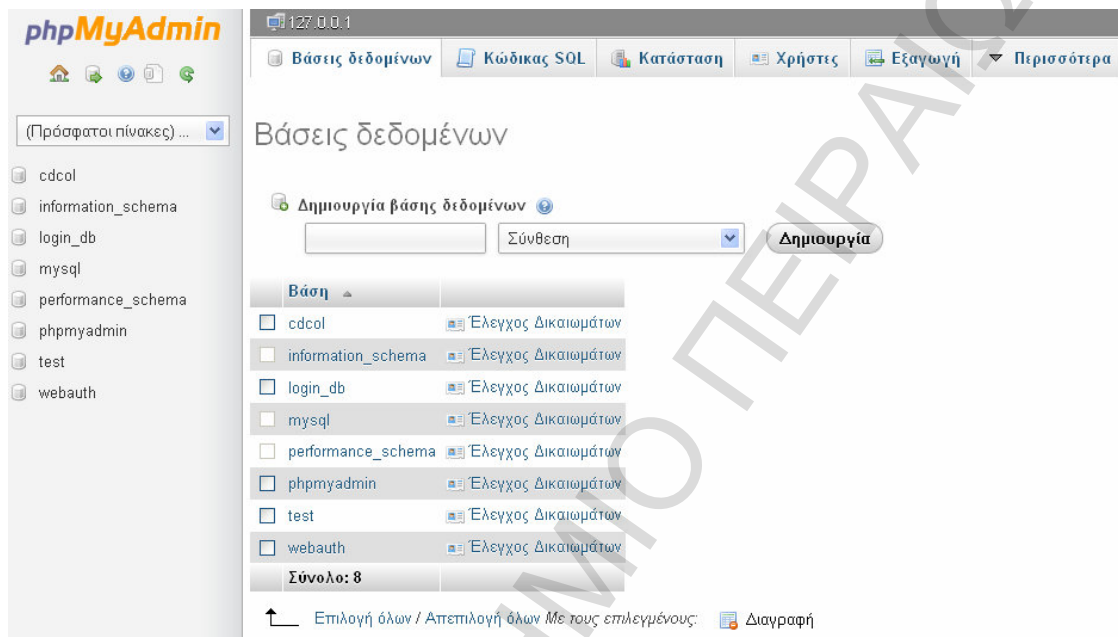 phpMyAdmin
(Πρόσφατοι πίνακες) ...
cdcol
information_schema
login_db
mysql
performance_schema
phpmyadmin
test
webauth
127.0.0.1
Βάσεις δεδομένων Κώδικας SQL Κατάσταση Χρήστες Εξαγωγή Περισσότερα
Βάσεις δεδομένων
Δημιουργία βάσης δεδομένων
Σύνθεση Δημιουργία
Βάση
cdcol Έλεγχος Δικαιωμάτων
information_schema Έλεγχος Δικαιωμάτων
login_db Έλεγχος Δικαιωμάτων
mysql Έλεγχος Δικαιωμάτων
performance_schema Έλεγχος Δικαιωμάτων
phpmyadmin Έλεγχος Δικαιωμάτων
test Έλεγχος Δικαιωμάτων
webauth Έλεγχος Δικαιωμάτων
Σύνολο: 8
Επιλογή όλων / Απεπιλογή όλων Με τους επιλεγμένους: Διαγραφή